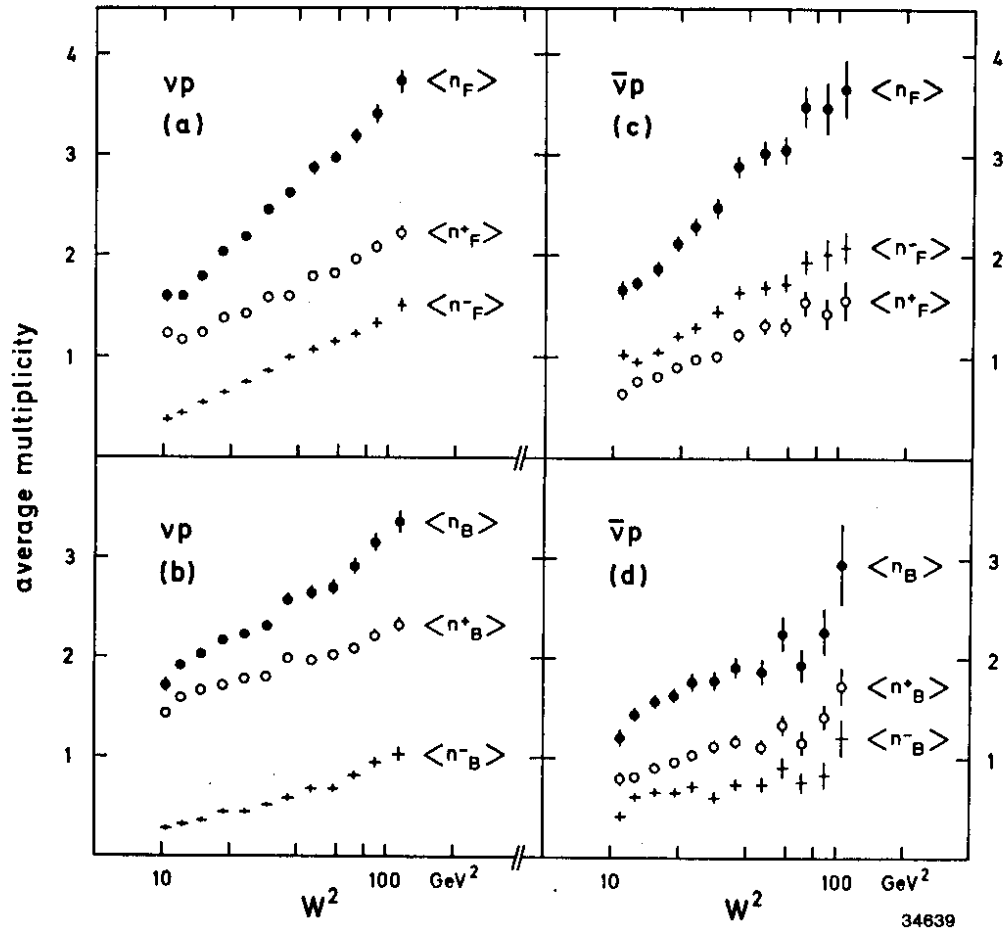 average multiplicity
4
3
2
1
νp
(a)
<n_F>
<n⁺_F>
<n⁻_F>
ν̄p
(c)
<n_F>
<n⁻_F>
<n⁺_F>
4
3
2
1
3
2
1
νp
(b)
<n_B>
<n⁺_B>
<n⁻_B>
ν̄p
(d)
<n_B>
<n⁺_B>
<n⁻_B>
3
2
1
10 100 GeV²
W²
10 100 GeV²
W²
34639